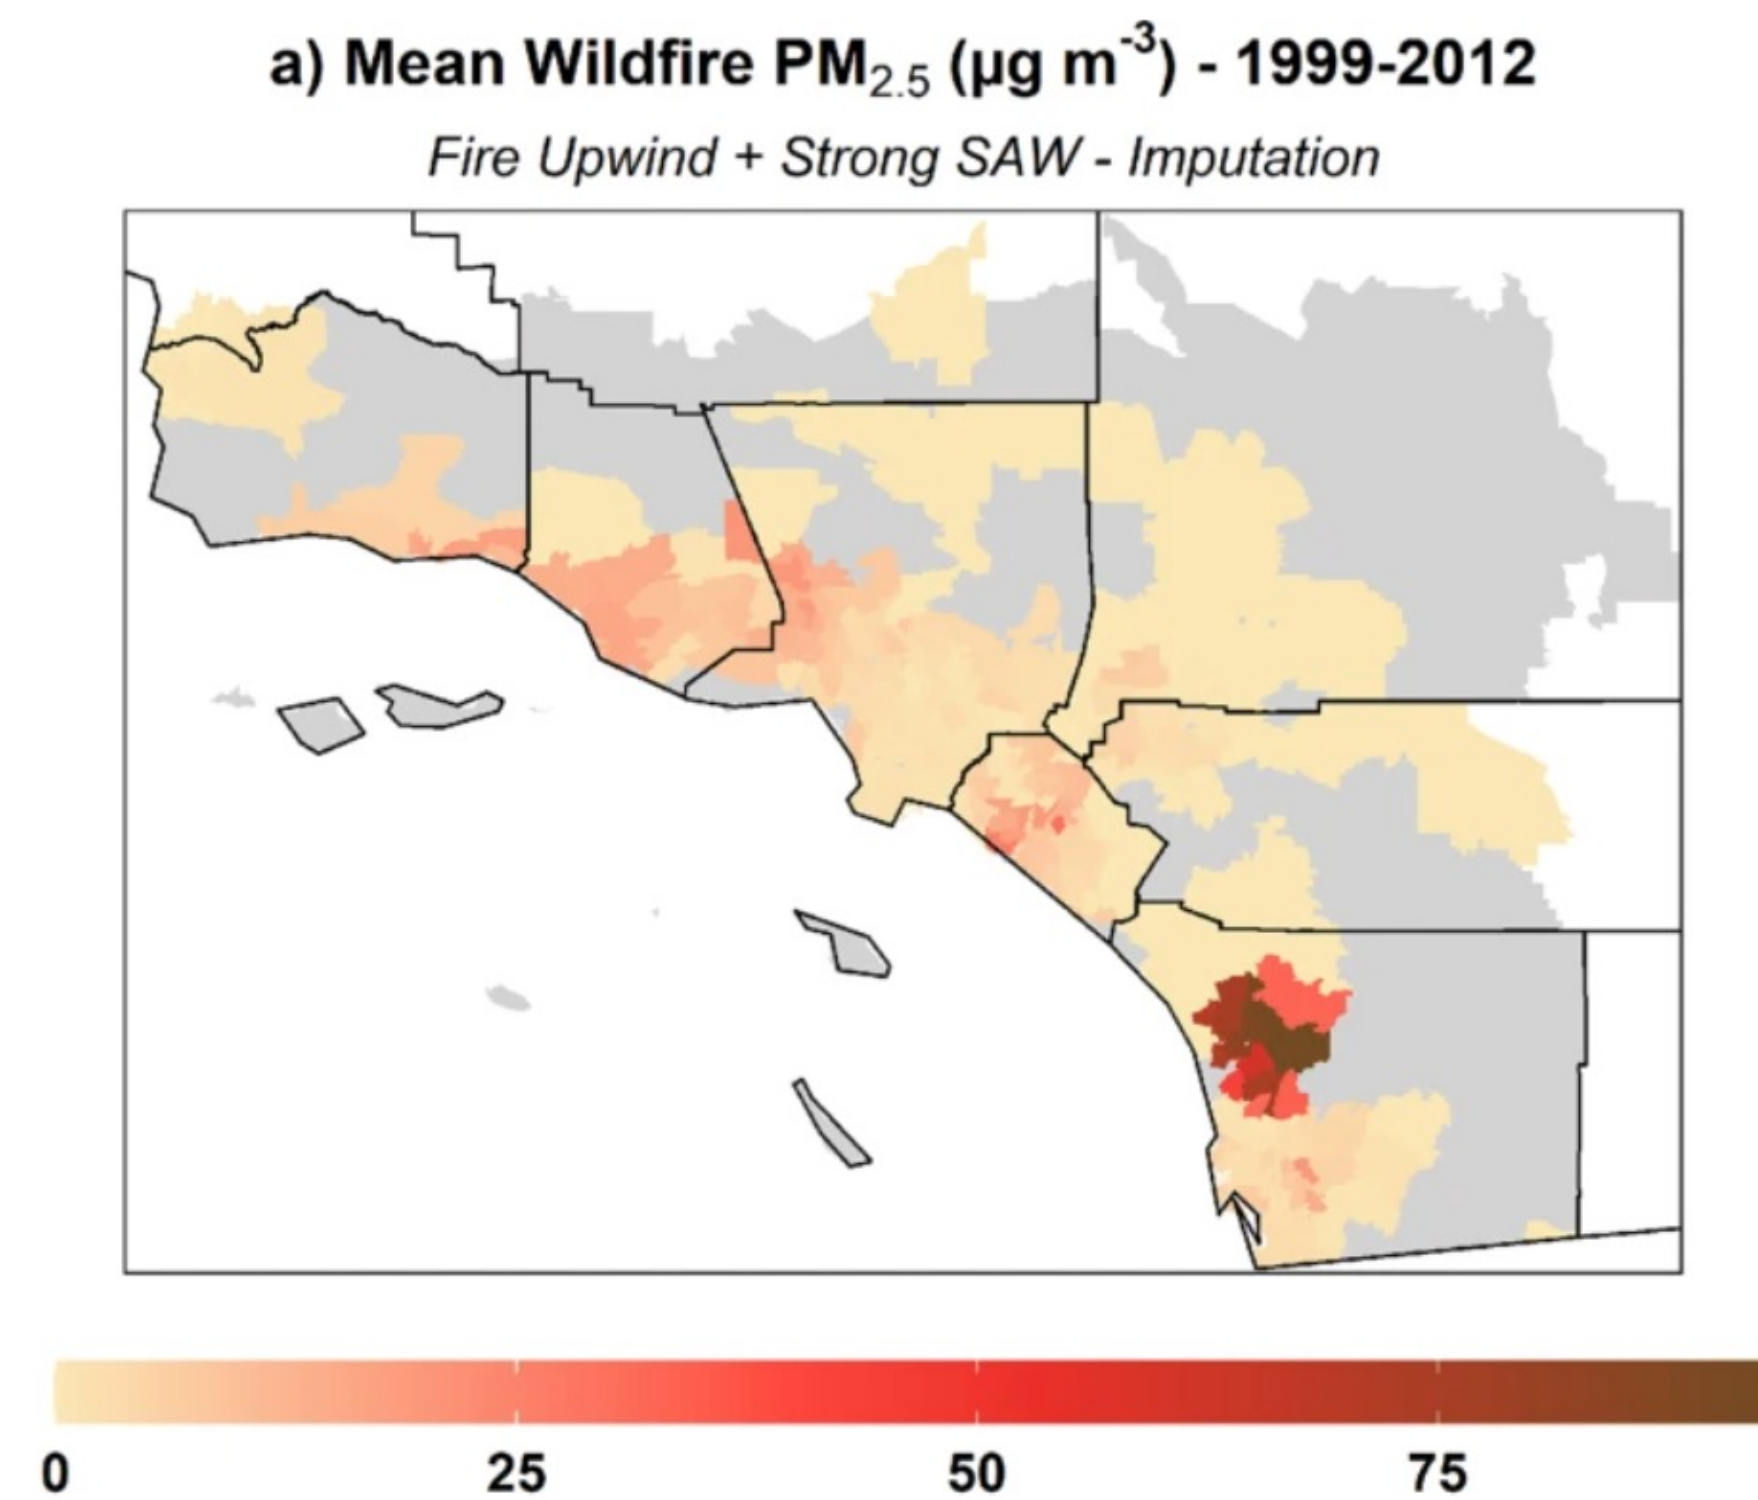 a) Mean Wildfire PM₂.₅ (µg m⁻³) - 1999-2012
Fire Upwind + Strong SAW - Imputation
0 25 50 75